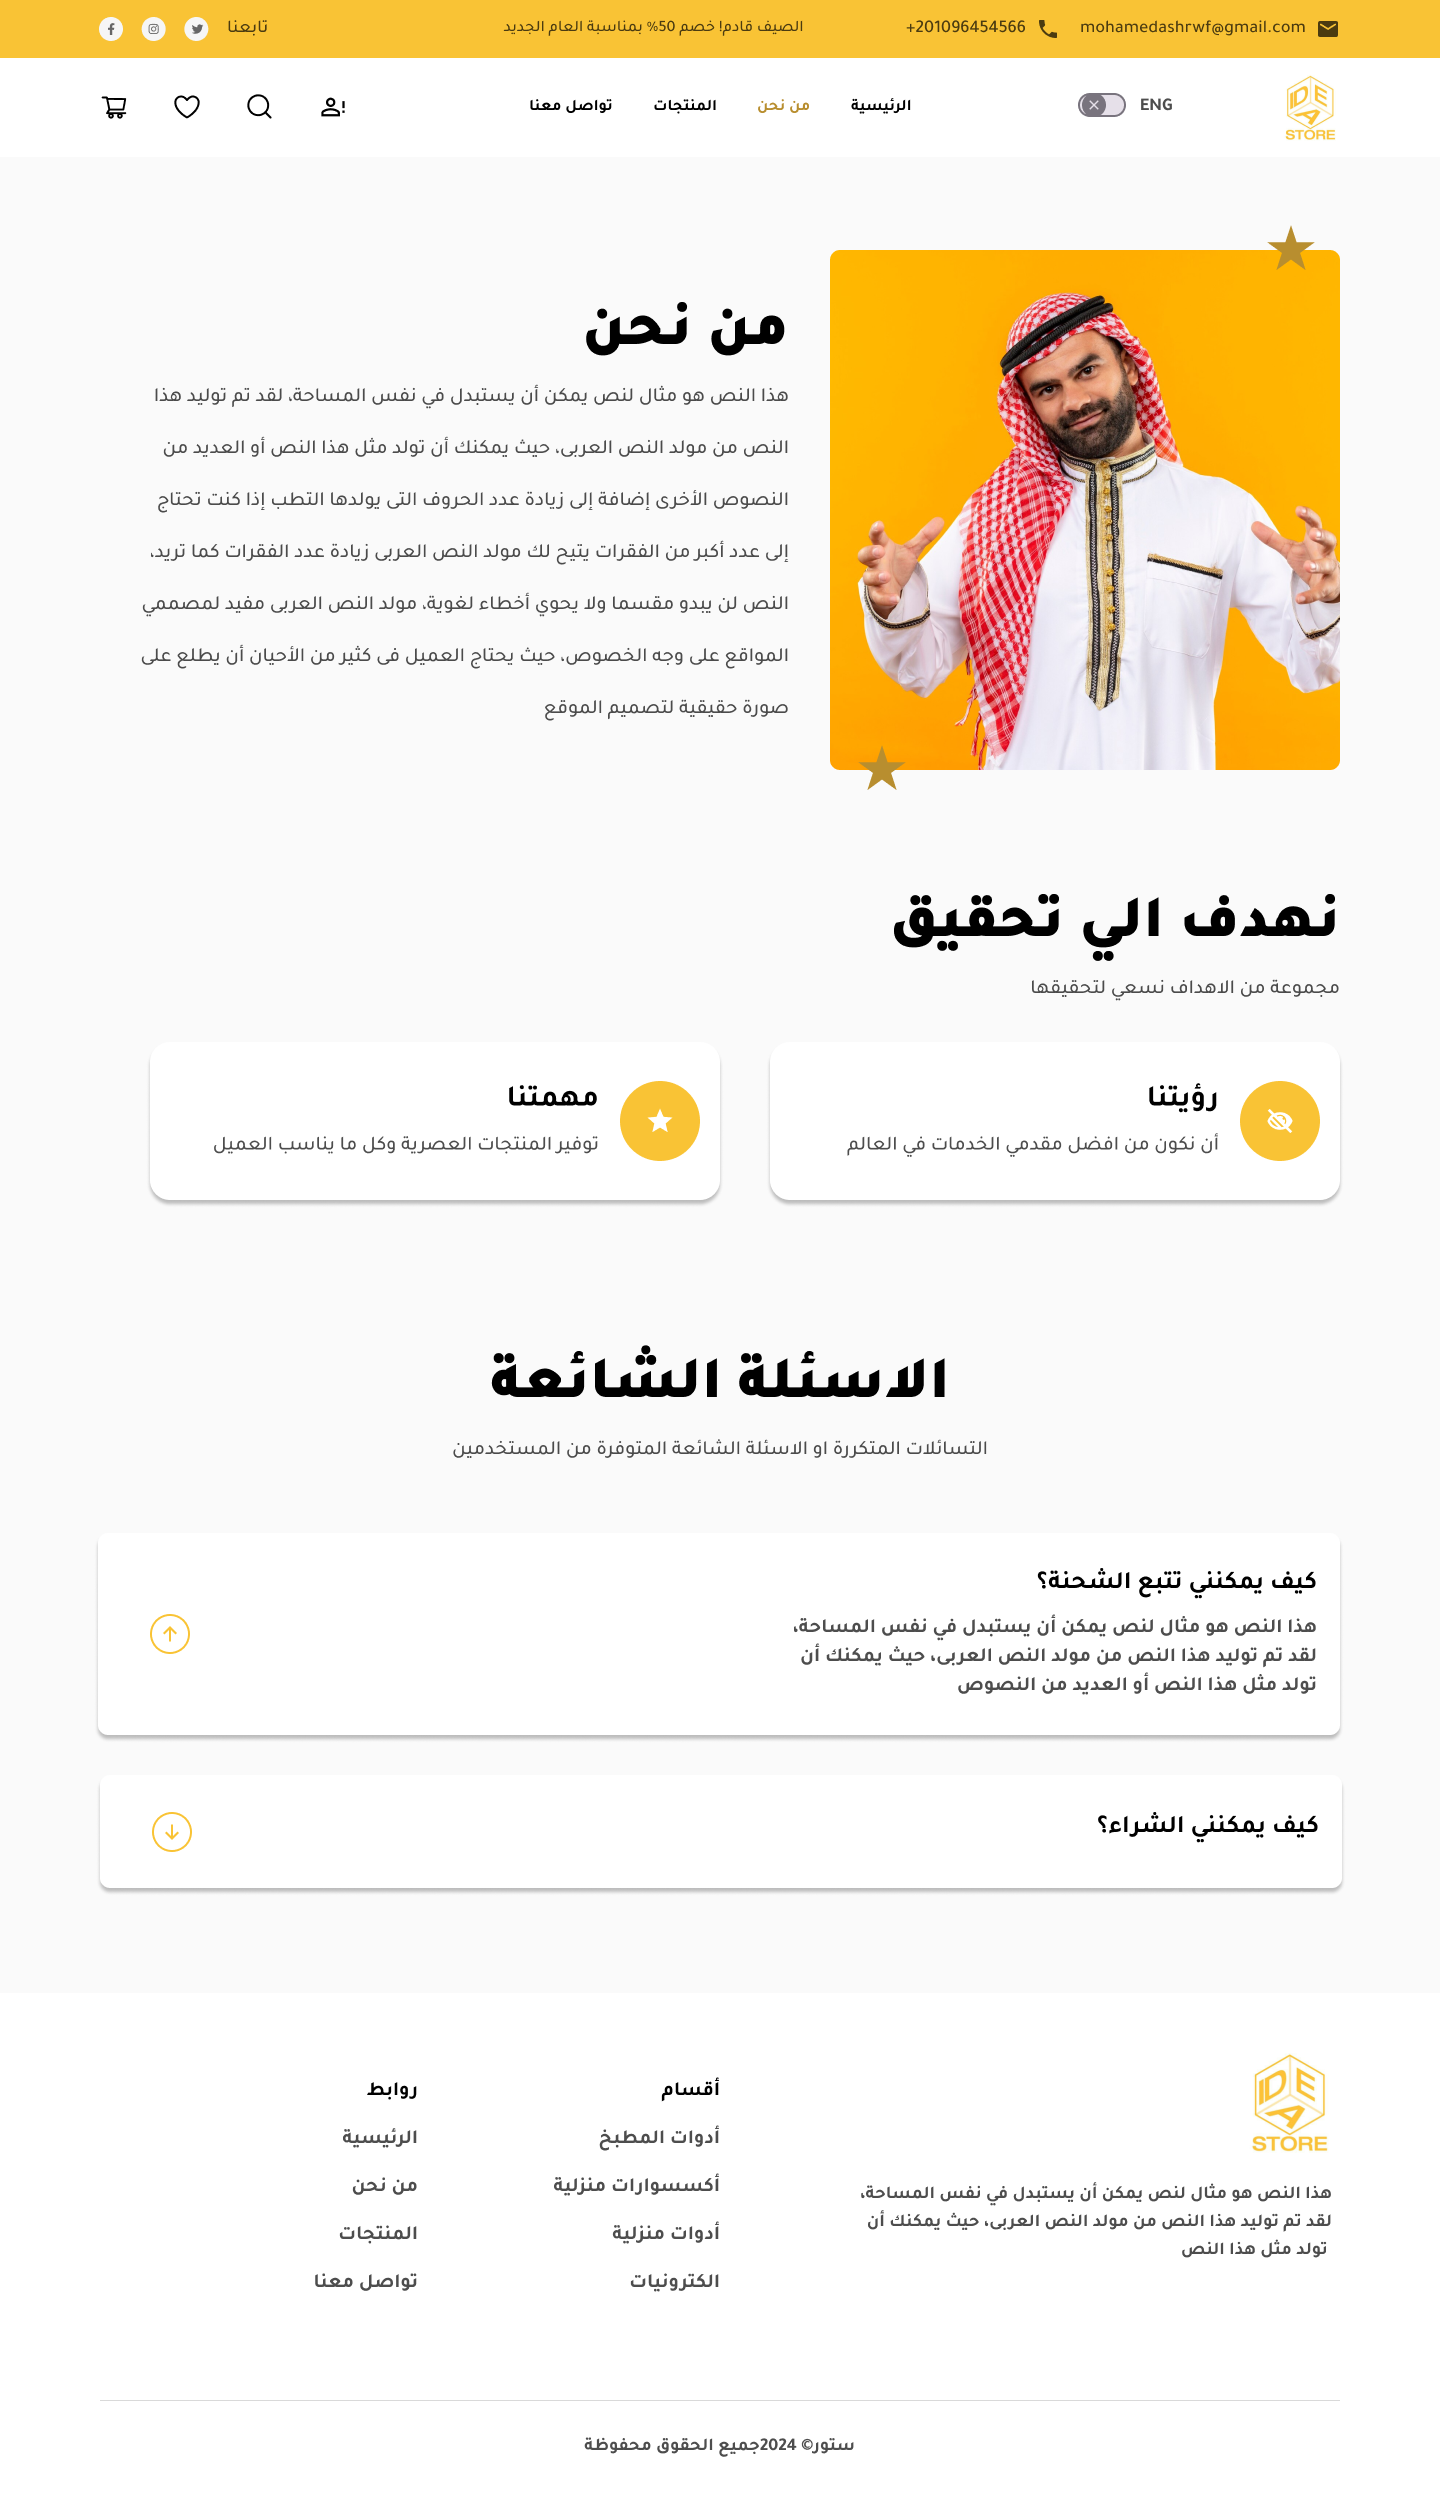 mohamedashrwf@gmail.com
+201096454566
الصيف قادم! خصم 50% بمناسبة العام الجديد
تابعنا
IDEA
STORE
ENG
الرئيسية
من نحن
المنتجات
تواصل معنا
من نحن
هذا النص هو مثال لنص يمكن أن يستبدل في نفس المساحة، لقد تم توليد هذا
النص من مولد النص العربى، حيث يمكنك أن تولد مثل هذا النص أو العديد من
النصوص الأخرى إضافة إلى زيادة عدد الحروف التى يولدها التطب إذا كنت تحتاج
إلى عدد أكبر من الفقرات يتيح لك مولد النص العربى زيادة عدد الفقرات كما تريد،
النص لن يبدو مقسما ولا يحوي أخطاء لغوية، مولد النص العربى مفيد لمصممي
المواقع على وجه الخصوص، حيث يحتاج العميل فى كثير من الأحيان أن يطلع على
صورة حقيقية لتصميم الموقع
نهدف الي تحقيق
مجموعة من الاهداف نسعي لتحقيقها
رؤيتنا
أن نكون من افضل مقدمي الخدمات في العالم
مهمتنا
توفير المنتجات العصرية وكل ما يناسب العميل
الاسئلة الشائعة
التسائلات المتكررة او الاسئلة الشائعة المتوفرة من المستخدمين
كيف يمكنني تتبع الشحنة؟
هذا النص هو مثال لنص يمكن أن يستبدل في نفس المساحة،
لقد تم توليد هذا النص من مولد النص العربى، حيث يمكنك أن
تولد مثل هذا النص أو العديد من النصوص
كيف يمكنني الشراء؟
IDEA
STORE
هذا النص هو مثال لنص يمكن أن يستبدل في نفس المساحة،
لقد تم توليد هذا النص من مولد النص العربى، حيث يمكنك أن
تولد مثل هذا النص
أقسام
أدوات المطبخ
أكسسوارات منزلية
أدوات منزلية
الكترونيات
روابط
الرئيسية
من نحن
المنتجات
تواصل معنا
ستور© 2024جميع الحقوق محفوظة